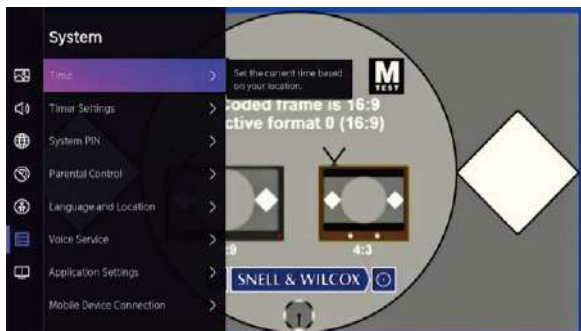 System
Time
Set the current time based
on your location.
Timer Settings
System PIN
Parental Control
Language and Location
Voice Service
Application Settings
Mobile Device Connection
M
TEST
Coded frame is 16:9
ctive format 0 (16:9)
:9
4:3
SNELL & WILCOX